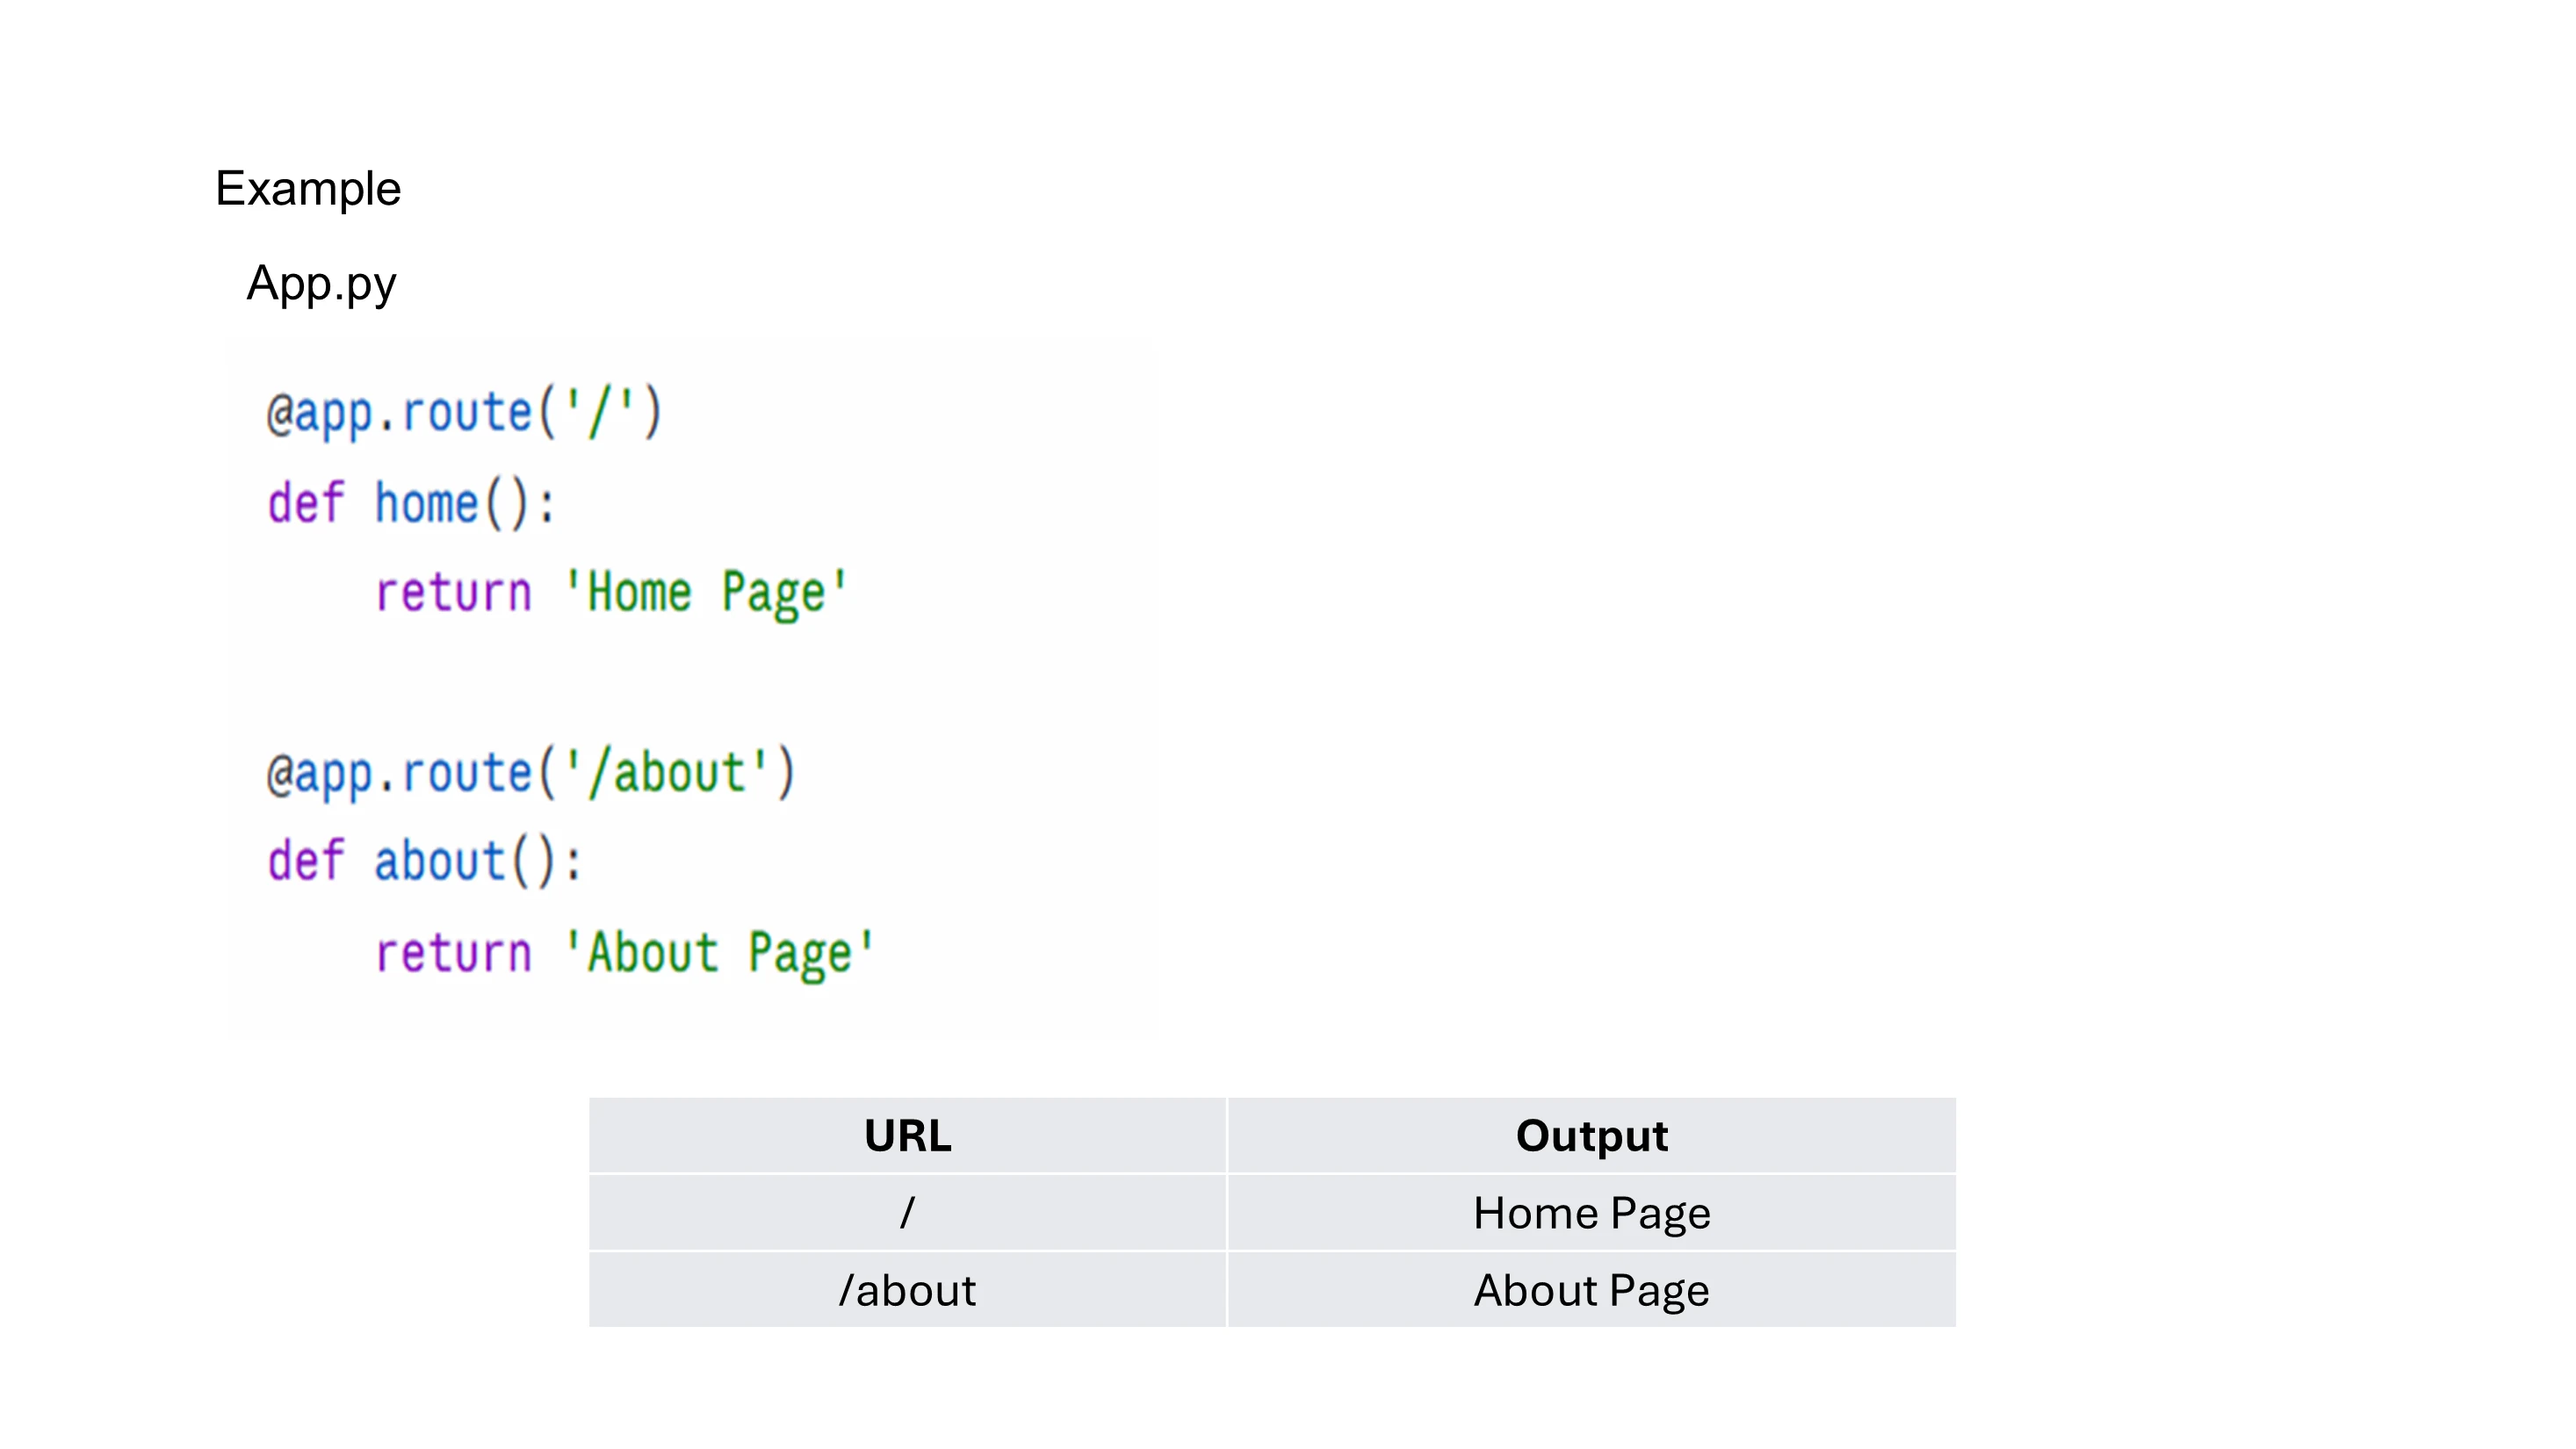 Example
App.py
@app.route('/')
def home():
    return 'Home Page'
@app.route('/about')
def about():
    return 'About Page'
URL Output
/ Home Page
/about About Page